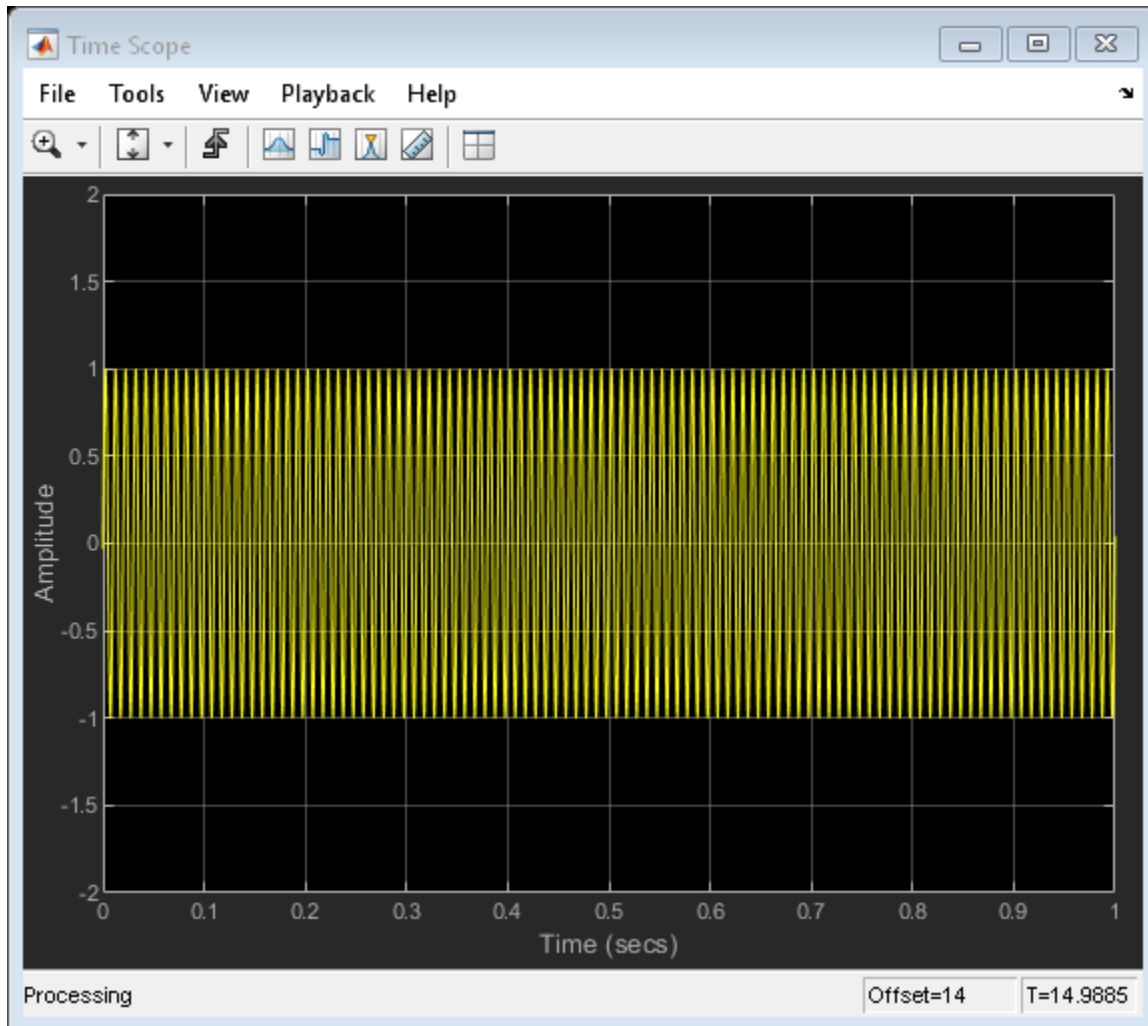 Time Scope
File Tools View Playback Help
2
1.5
1
0.5
0
-0.5
-1
-1.5
-2
Amplitude
0 0.1 0.2 0.3 0.4 0.5 0.6 0.7 0.8 0.9 1
Time (secs)
Processing Offset=14 T=14.9885